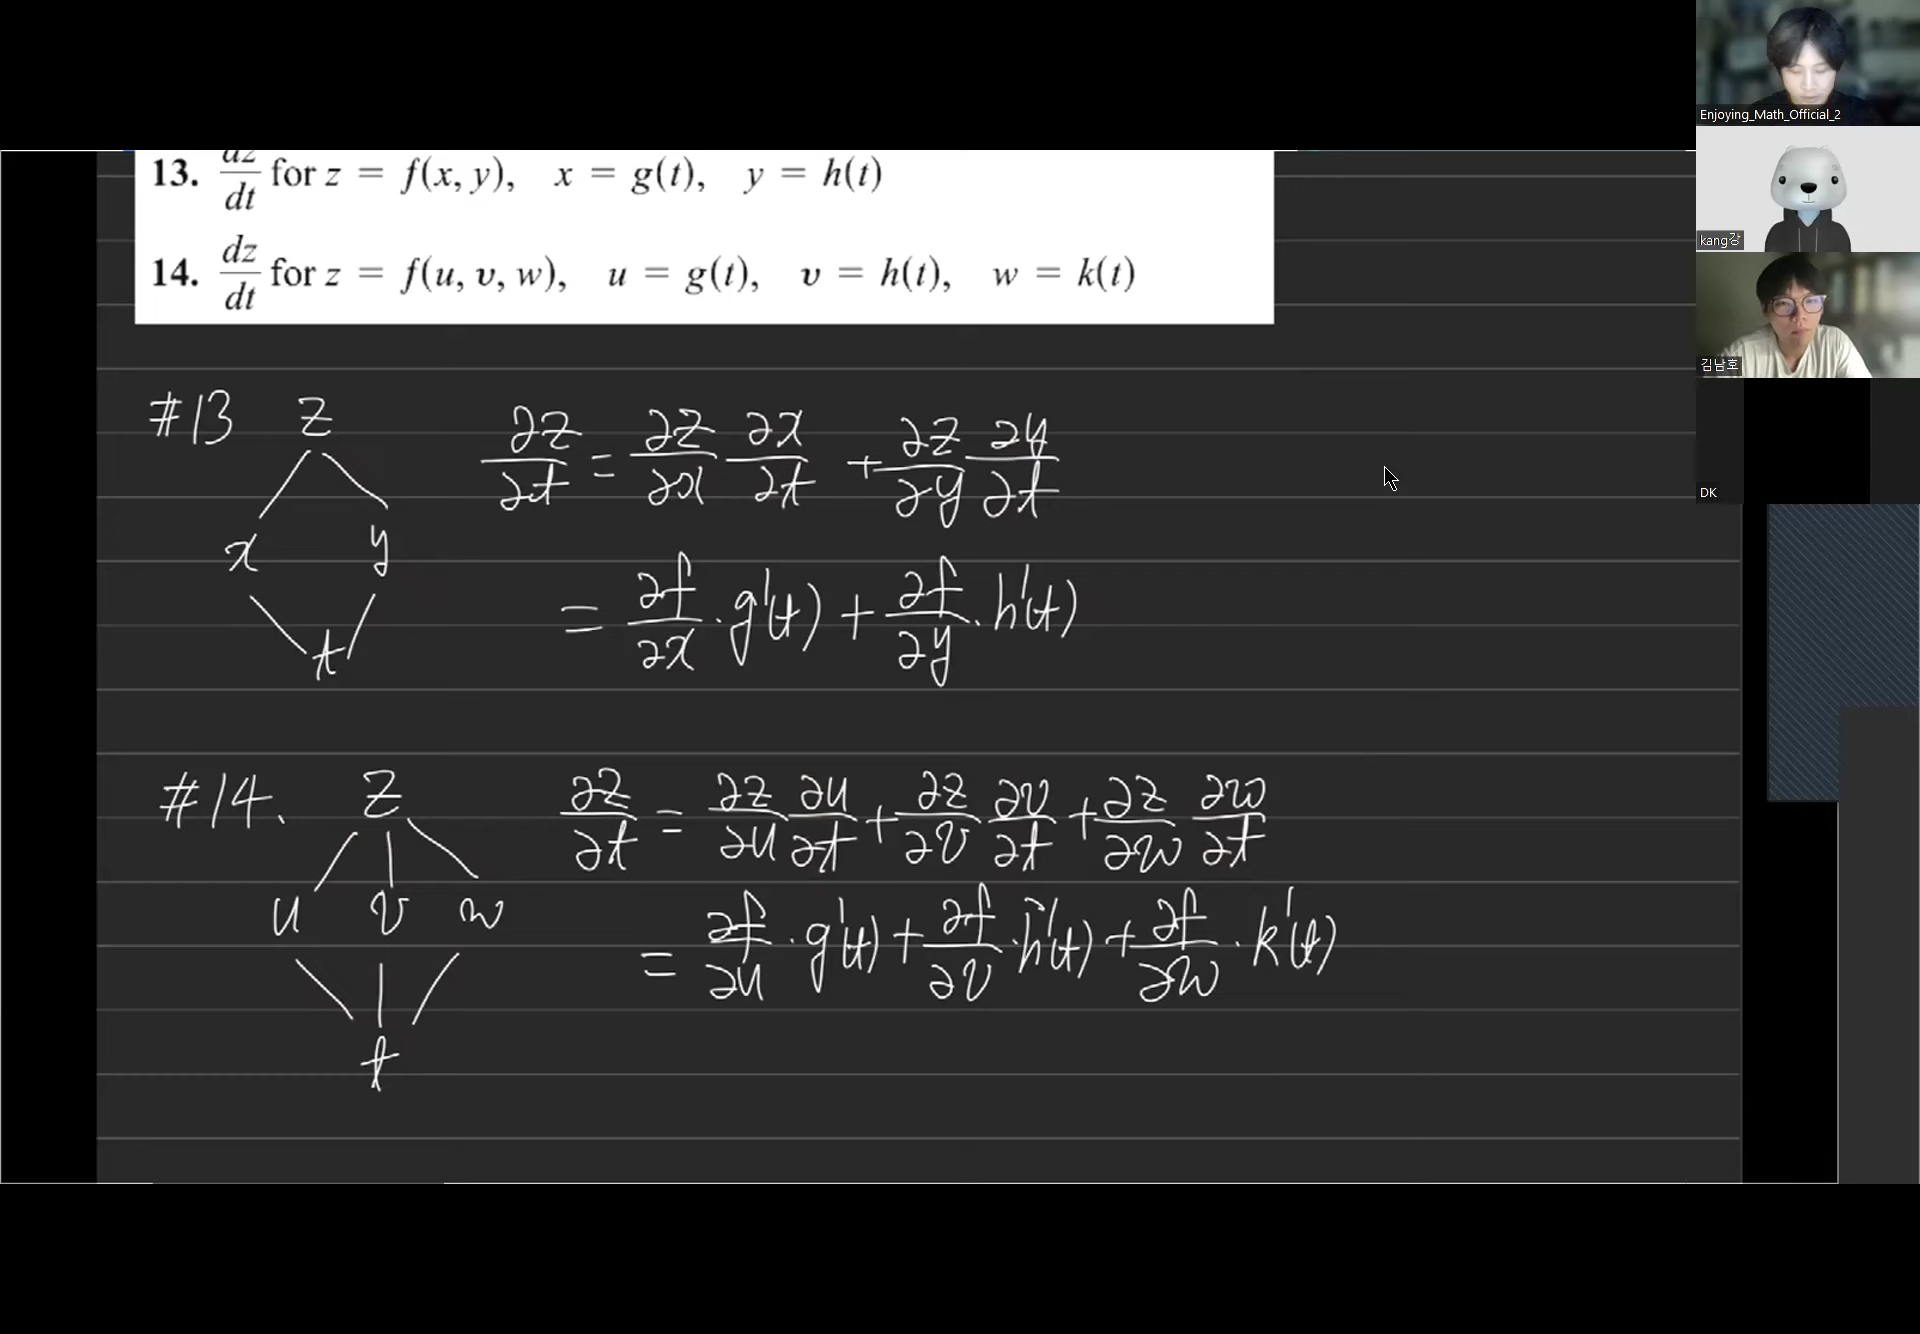 13. dz/dt for z = f(x, y), x = g(t), y = h(t)
14. dz/dt for z = f(u, v, w), u = g(t), v = h(t), w = k(t)
#13 z
x y
t
∂z/∂t = ∂z/∂x ∂x/∂t + ∂z/∂y ∂y/∂t
= ∂f/∂x · g'(t) + ∂f/∂y · h'(t)
#14. z
u v w
t
∂z/∂t = ∂z/∂u ∂u/∂t + ∂z/∂v ∂v/∂t + ∂z/∂w ∂w/∂t
= ∂f/∂u · g'(t) + ∂f/∂v · h'(t) + ∂f/∂w · k'(t)
Enjoying_Math_Official_2
kang강
김남호
DK